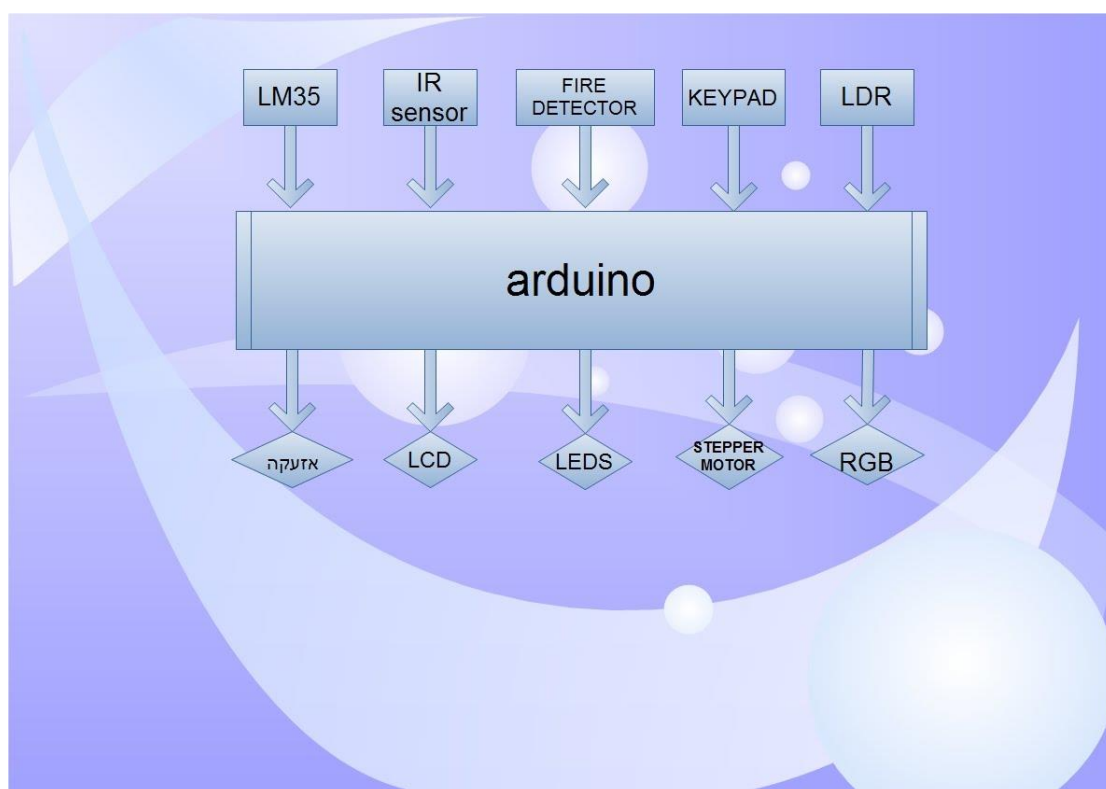 LM35
IR
sensor
FIRE
DETECTOR
KEYPAD
LDR
arduino
אזעקה
LCD
LEDS
STEPPER
MOTOR
RGB